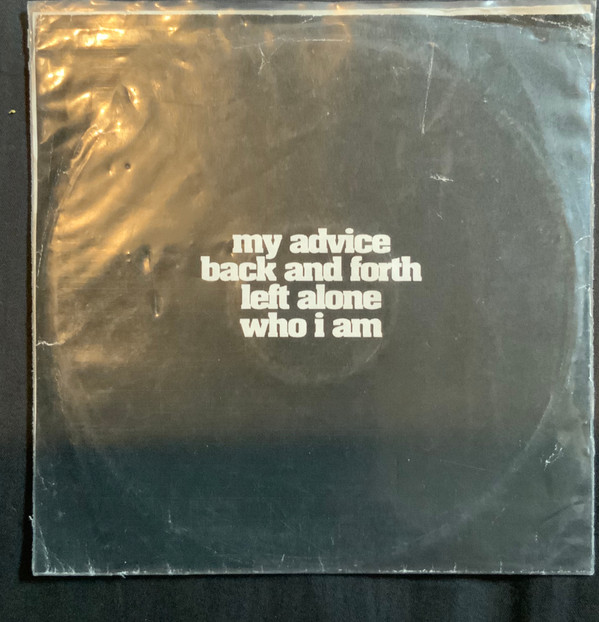 my advice
back and forth
left alone
who i am